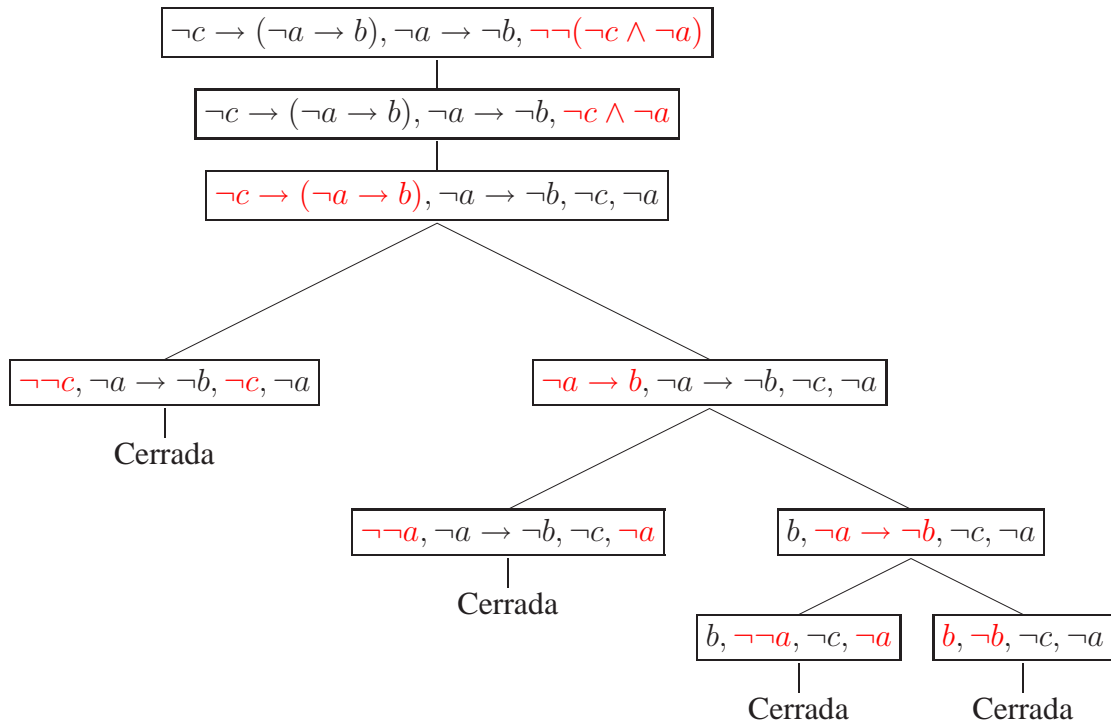 ¬c → (¬a → b), ¬a → ¬b, ¬¬(¬c ∧ ¬a)
¬c → (¬a → b), ¬a → ¬b, ¬c ∧ ¬a
¬c → (¬a → b), ¬a → ¬b, ¬c, ¬a
¬¬c, ¬a → ¬b, ¬c, ¬a
¬a → b, ¬a → ¬b, ¬c, ¬a
Cerrada
¬¬a, ¬a → ¬b, ¬c, ¬a
b, ¬a → ¬b, ¬c, ¬a
Cerrada
b, ¬¬a, ¬c, ¬a
b, ¬b, ¬c, ¬a
Cerrada
Cerrada